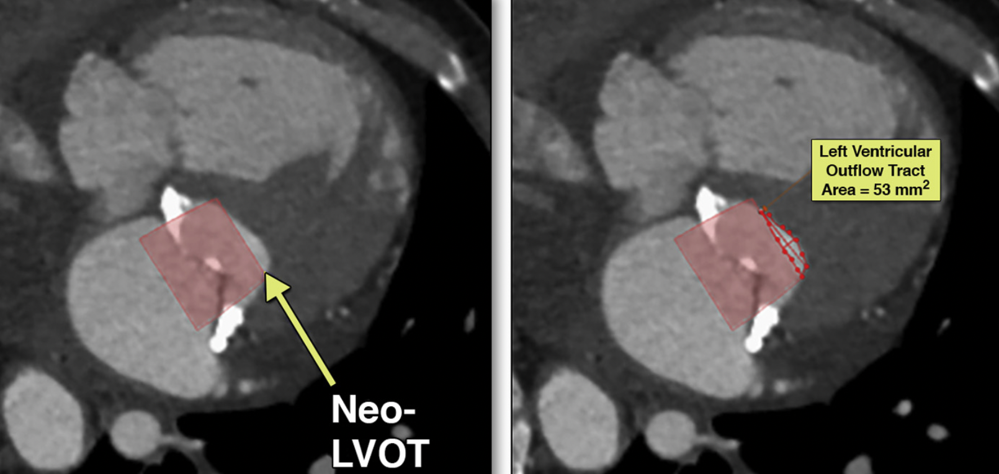 Neo-
LVOT
Left Ventricular
Outflow Tract
Area = 53 mm²